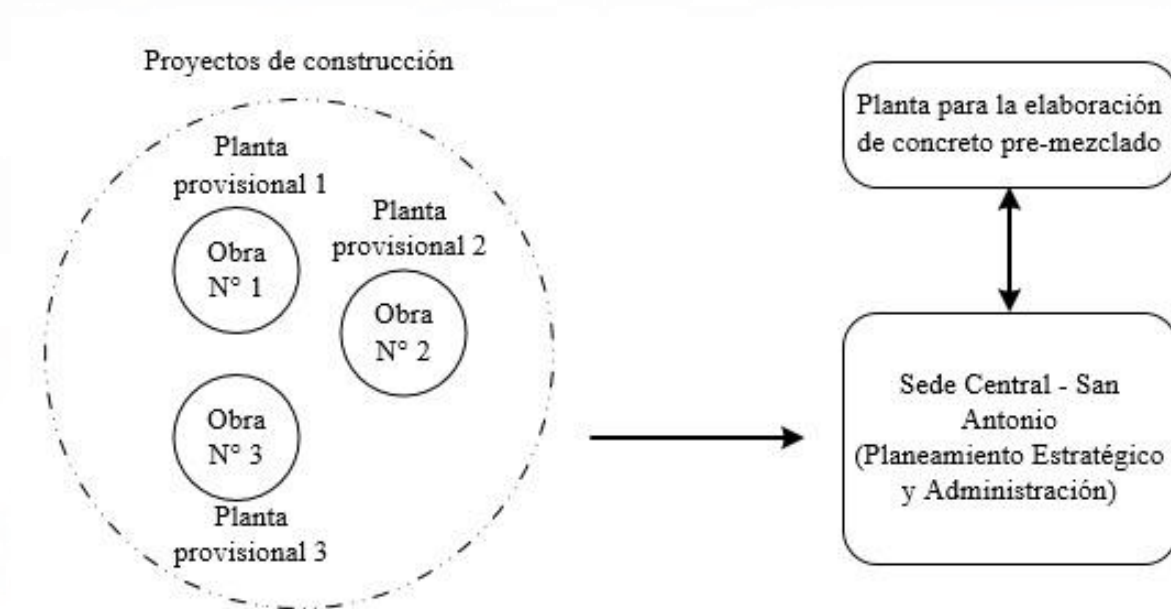 Proyectos de construcción
Planta
provisional 1
Obra
N° 1
Planta
provisional 2
Obra
N° 2
Obra
N° 3
Planta
provisional 3
Planta para la elaboración
de concreto pre-mezclado
Sede Central - San
Antonio
(Planeamiento Estratégico
y Administración)